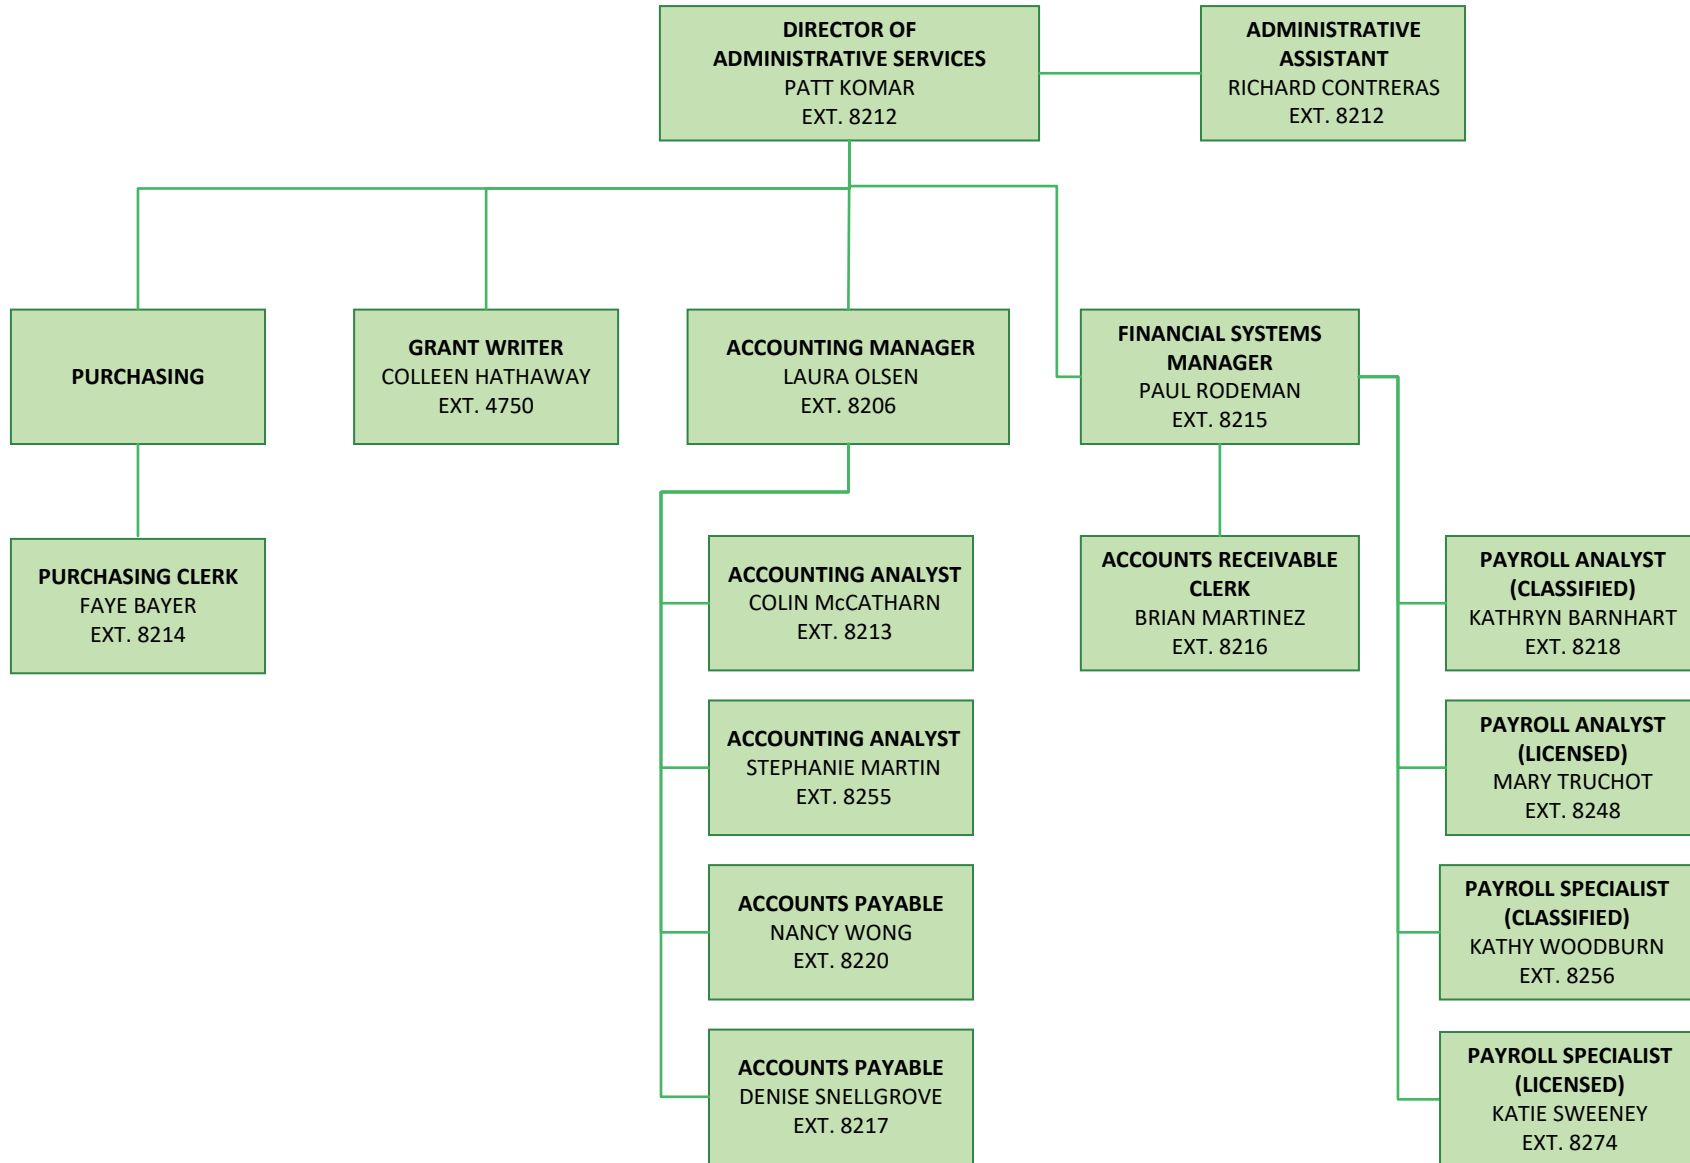 DIRECTOR OF
ADMINISTRATIVE SERVICES
PATT KOMAR
EXT. 8212
ADMINISTRATIVE
ASSISTANT
RICHARD CONTRERAS
EXT. 8212
PURCHASING
GRANT WRITER
COLLEEN HATHAWAY
EXT. 4750
ACCOUNTING MANAGER
LAURA OLSEN
EXT. 8206
FINANCIAL SYSTEMS
MANAGER
PAUL RODEMAN
EXT. 8215
PURCHASING CLERK
FAYE BAYER
EXT. 8214
ACCOUNTING ANALYST
COLIN McCATHARN
EXT. 8213
ACCOUNTS RECEIVABLE
CLERK
BRIAN MARTINEZ
EXT. 8216
PAYROLL ANALYST
(CLASSIFIED)
KATHRYN BARNHART
EXT. 8218
ACCOUNTING ANALYST
STEPHANIE MARTIN
EXT. 8255
PAYROLL ANALYST
(LICENSED)
MARY TRUCHOT
EXT. 8248
ACCOUNTS PAYABLE
NANCY WONG
EXT. 8220
PAYROLL SPECIALIST
(CLASSIFIED)
KATHY WOODBURN
EXT. 8256
ACCOUNTS PAYABLE
DENISE SNELLGROVE
EXT. 8217
PAYROLL SPECIALIST
(LICENSED)
KATIE SWEENEY
EXT. 8274